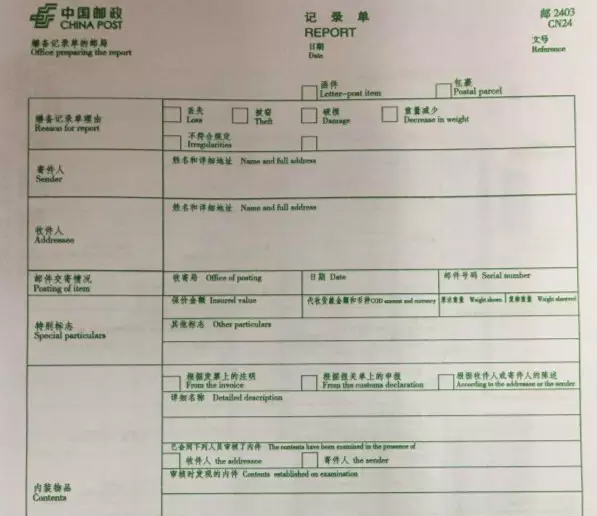 中国邮政
CHINA POST
缮备记录单的邮局
Office preparing the report
记录单
REPORT
日期
Date
邮 2403
CN24
文号
Reference
函件
Letter-post item
包裹
Postal parcel
缮备记录单理由
Reason for report
丢失
Loss
被窃
Theft
破损
Damage
重量减少
Decrease in weight
不符合规定
Irregularities
寄件人
Sender
姓名和详细地址 Name and full address
收件人
Addressee
姓名和详细地址 Name and full address
邮件交寄情况
Posting of item
收寄局 Office of posting
日期 Date
邮件号码 Serial number
特别标志
Special particulars
保价金额 Insured value
代收货款金额和币种COD amount and currency
原注重量 Weight shown
复称重量 Weight observed
其他标志 Other particulars
内装物品
Contents
根据发票上的注明
From the invoice
根据报关单上的申报
From the customs declaration
根据收件人或寄件人的陈述
According to the addressee or the sender
详细名称 Detailed description
已会同下列人员审核了内件 The contents have been examined in the presence of
收件人 the addressee
寄件人 the sender
审核时发现的内件 Contents established on examination